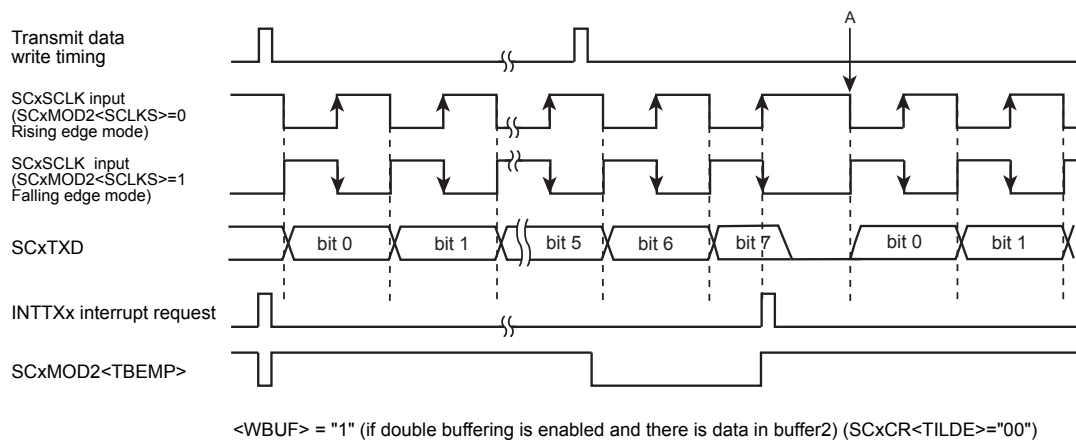 A
Transmit data
write timing
SCxSCLK input
(SCxMOD2<SCLKS>=0
Rising edge mode)
SCxSCLK  input
(SCxMOD2<SCLKS>=1
Falling edge mode)
SCxTXD
bit 0 bit 1 bit 5 bit 6 bit 7 bit 0 bit 1
INTTXx interrupt request
SCxMOD2<TBEMP>
<WBUF> = "1" (if double buffering is enabled and there is data in buffer2) (SCxCR<TILDE>="00")